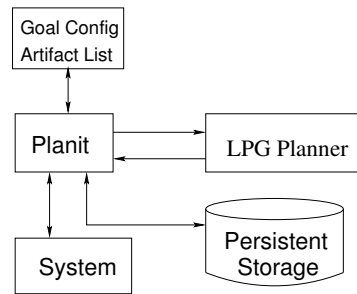 Goal Config
Artifact List
Planit
LPG Planner
System
Persistent
Storage